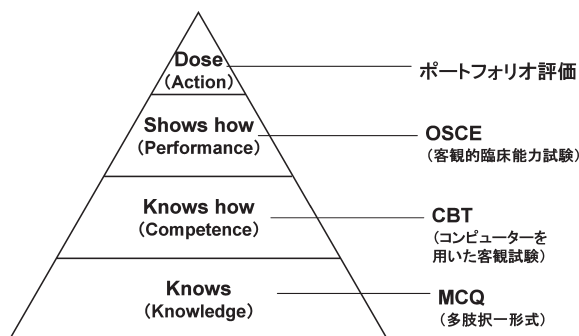 Dose
(Action)
ポートフォリオ評価
Shows how
(Performance)
OSCE
(客観的臨床能力試験)
Knows how
(Competence)
CBT
(コンピューターを
用いた客観試験)
Knows
(Knowledge)
MCQ
(多肢択一形式)